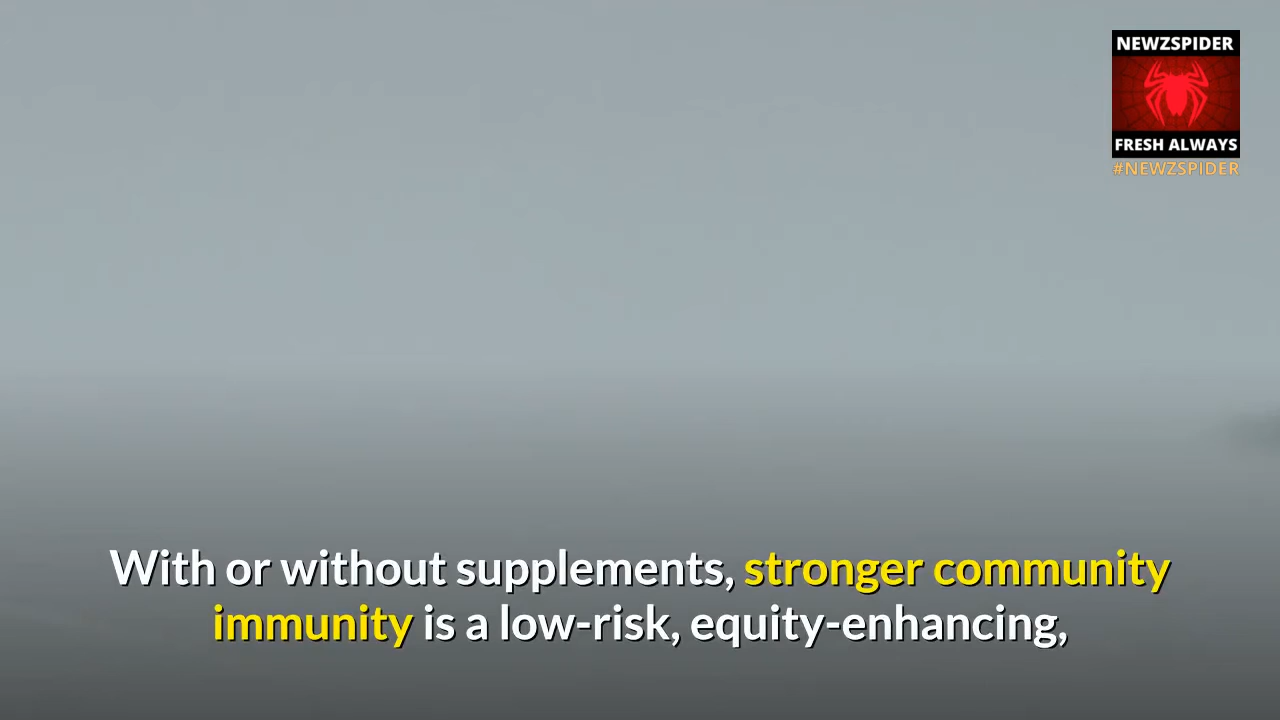 NEWZSPIDER
FRESH ALWAYS
#NEWZSPIDER
With or without supplements, stronger community
immunity is a low-risk, equity-enhancing,